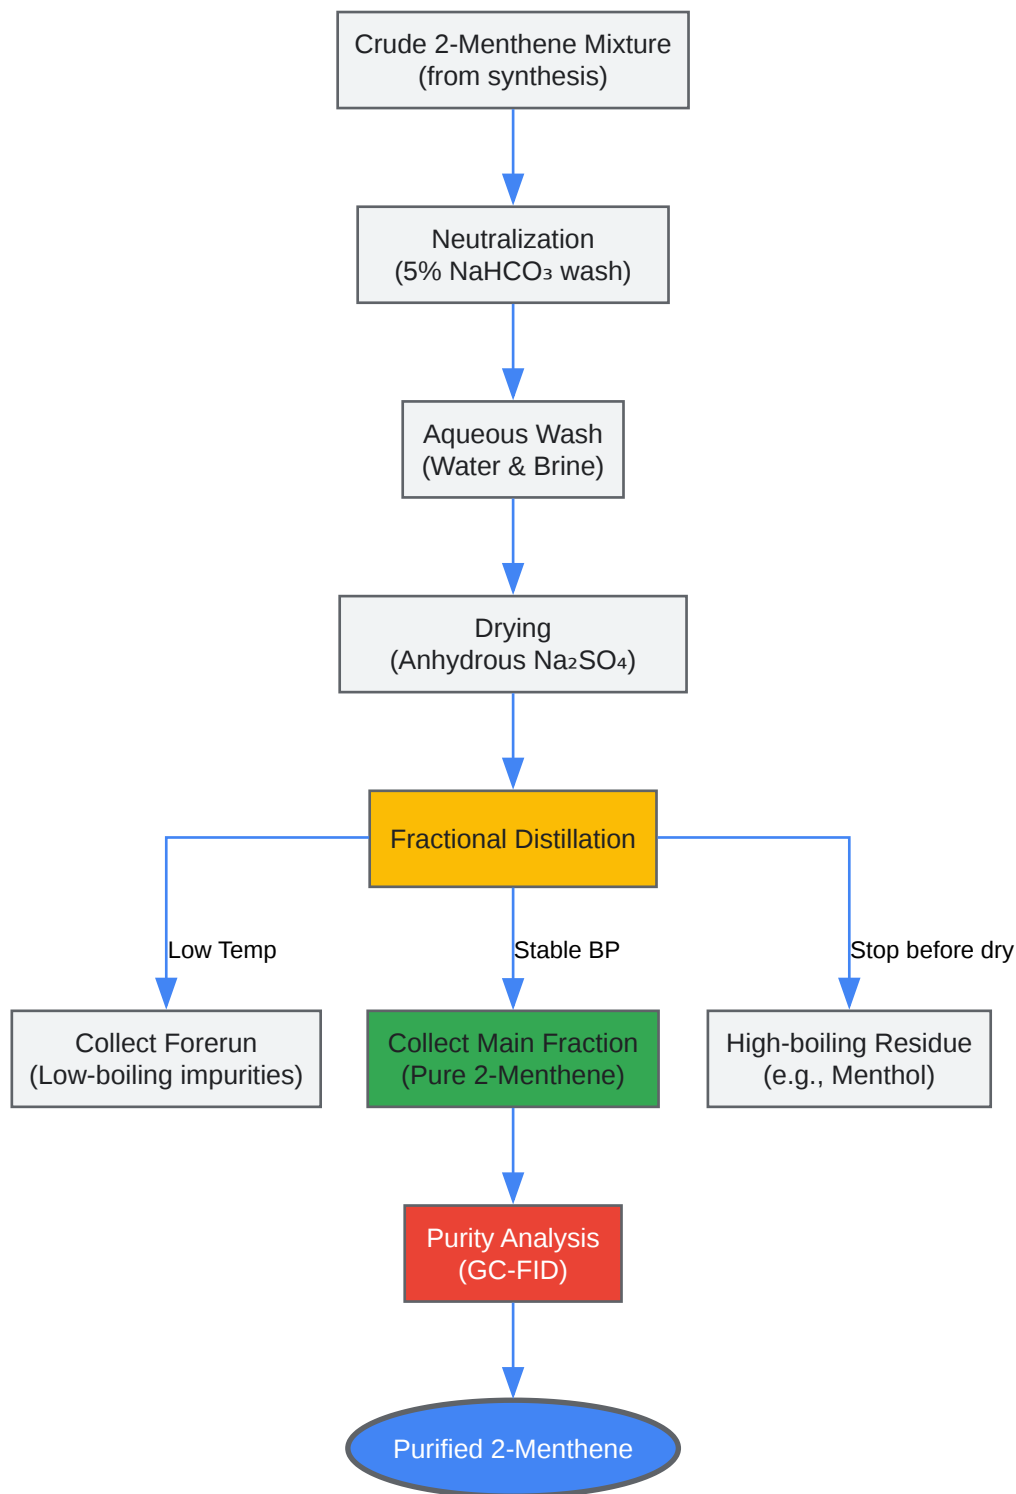 Crude 2-Menthene Mixture
(from synthesis)
Neutralization
(5% NaHCO₃ wash)
Aqueous Wash
(Water & Brine)
Drying
(Anhydrous Na₂SO₄)
Fractional Distillation
Low Temp
Stable BP
Stop before dry
Collect Forerun
(Low-boiling impurities)
Collect Main Fraction
(Pure 2-Menthene)
High-boiling Residue
(e.g., Menthol)
Purity Analysis
(GC-FID)
Purified 2-Menthene